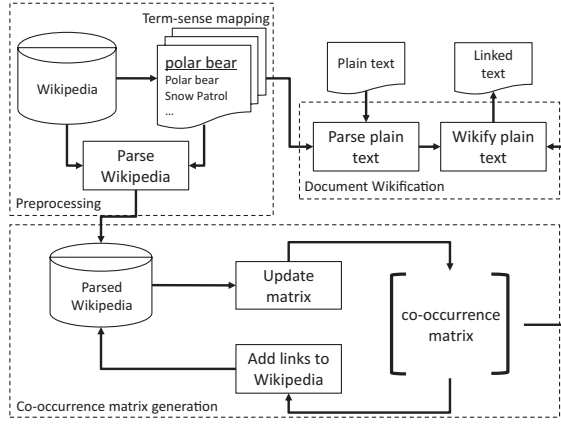 Term-sense mapping
Wikipedia
polar bear
Polar bear
Snow Patrol
...
Parse
Wikipedia
Preprocessing
Plain text
Linked
text
Parse plain
text
Wikify plain
text
Document Wikification
Parsed
Wikipedia
Update
matrix
co-occurrence
matrix
Add links to
Wikipedia
Co-occurrence matrix generation